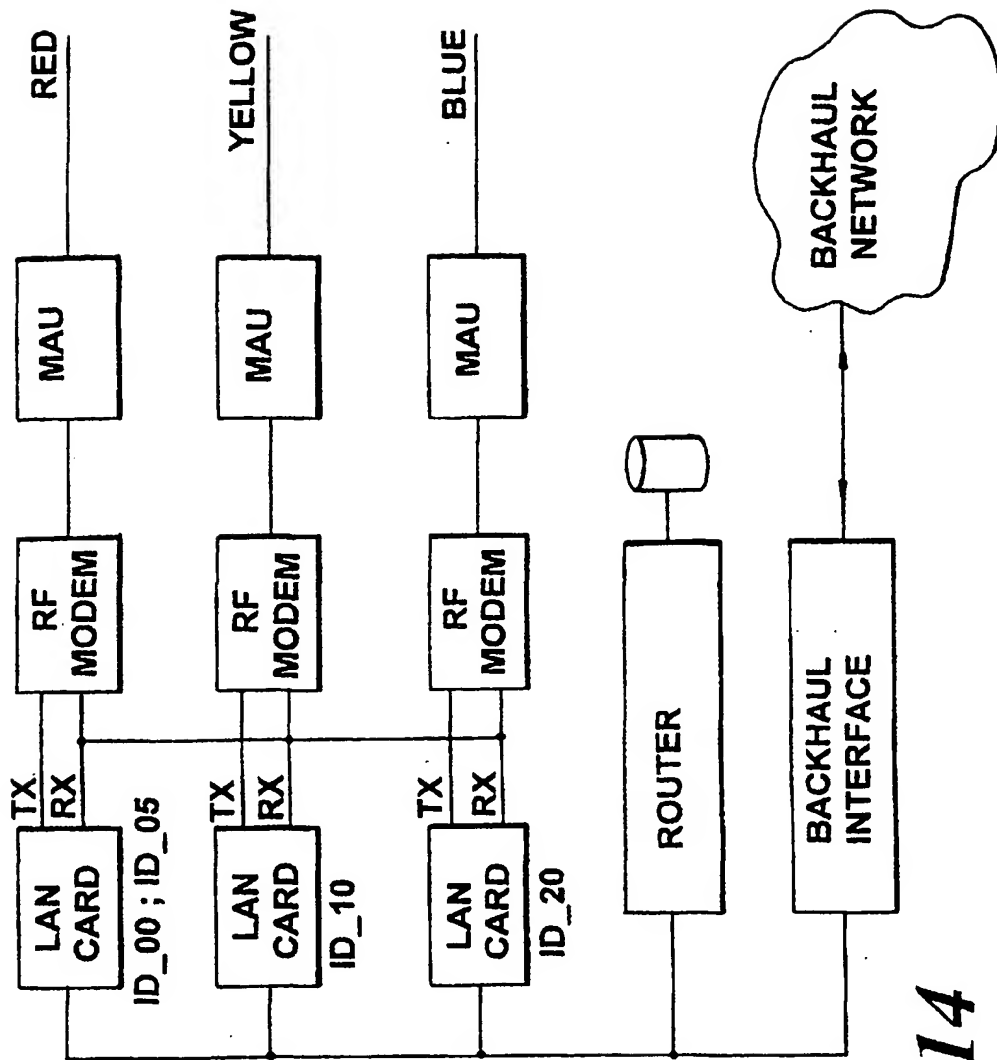 RED
YELLOW
BLUE
MAU
MAU
MAU
RF
MODEM
RF
MODEM
RF
MODEM
TX
RX
TX
RX
TX
RX
LAN
CARD
ID_00 ; ID_05
LAN
CARD
ID_10
LAN
CARD
ID_20
ROUTER
BACKHAUL
INTERFACE
BACKHAUL
NETWORK
14